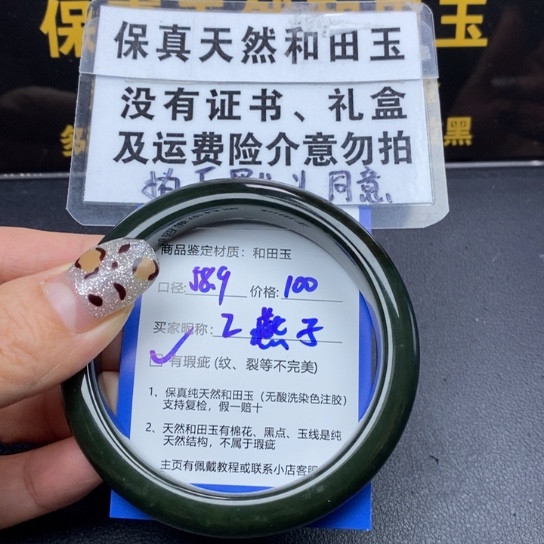 保真天然和田玉
没有证书、礼盒
及运费险介意勿拍
同意
商品鉴定材质：和田玉
口径: 58.9 价格: 100
买家昵称: 乙燕子
有瑕疵 (纹、裂等不完美)
1、保真纯天然和田玉（无酸洗染色注胶）
支持复检，假一赔十
2、天然和田玉有棉花、黑点、玉线是纯
天然结构，不属于瑕疵
主页有佩戴教程或联系小店客服